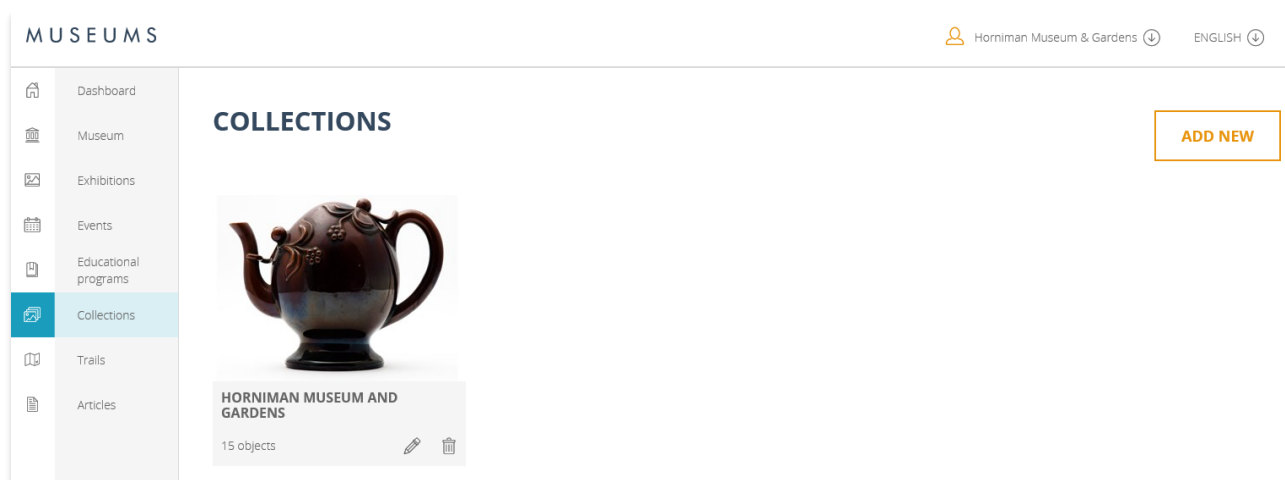 MUSEUMS
Horniman Museum & Gardens
ENGLISH
Dashboard
Museum
Exhibitions
Events
Educational
programs
Collections
Trails
Articles
COLLECTIONS
ADD NEW
HORNIMAN MUSEUM AND
GARDENS
15 objects